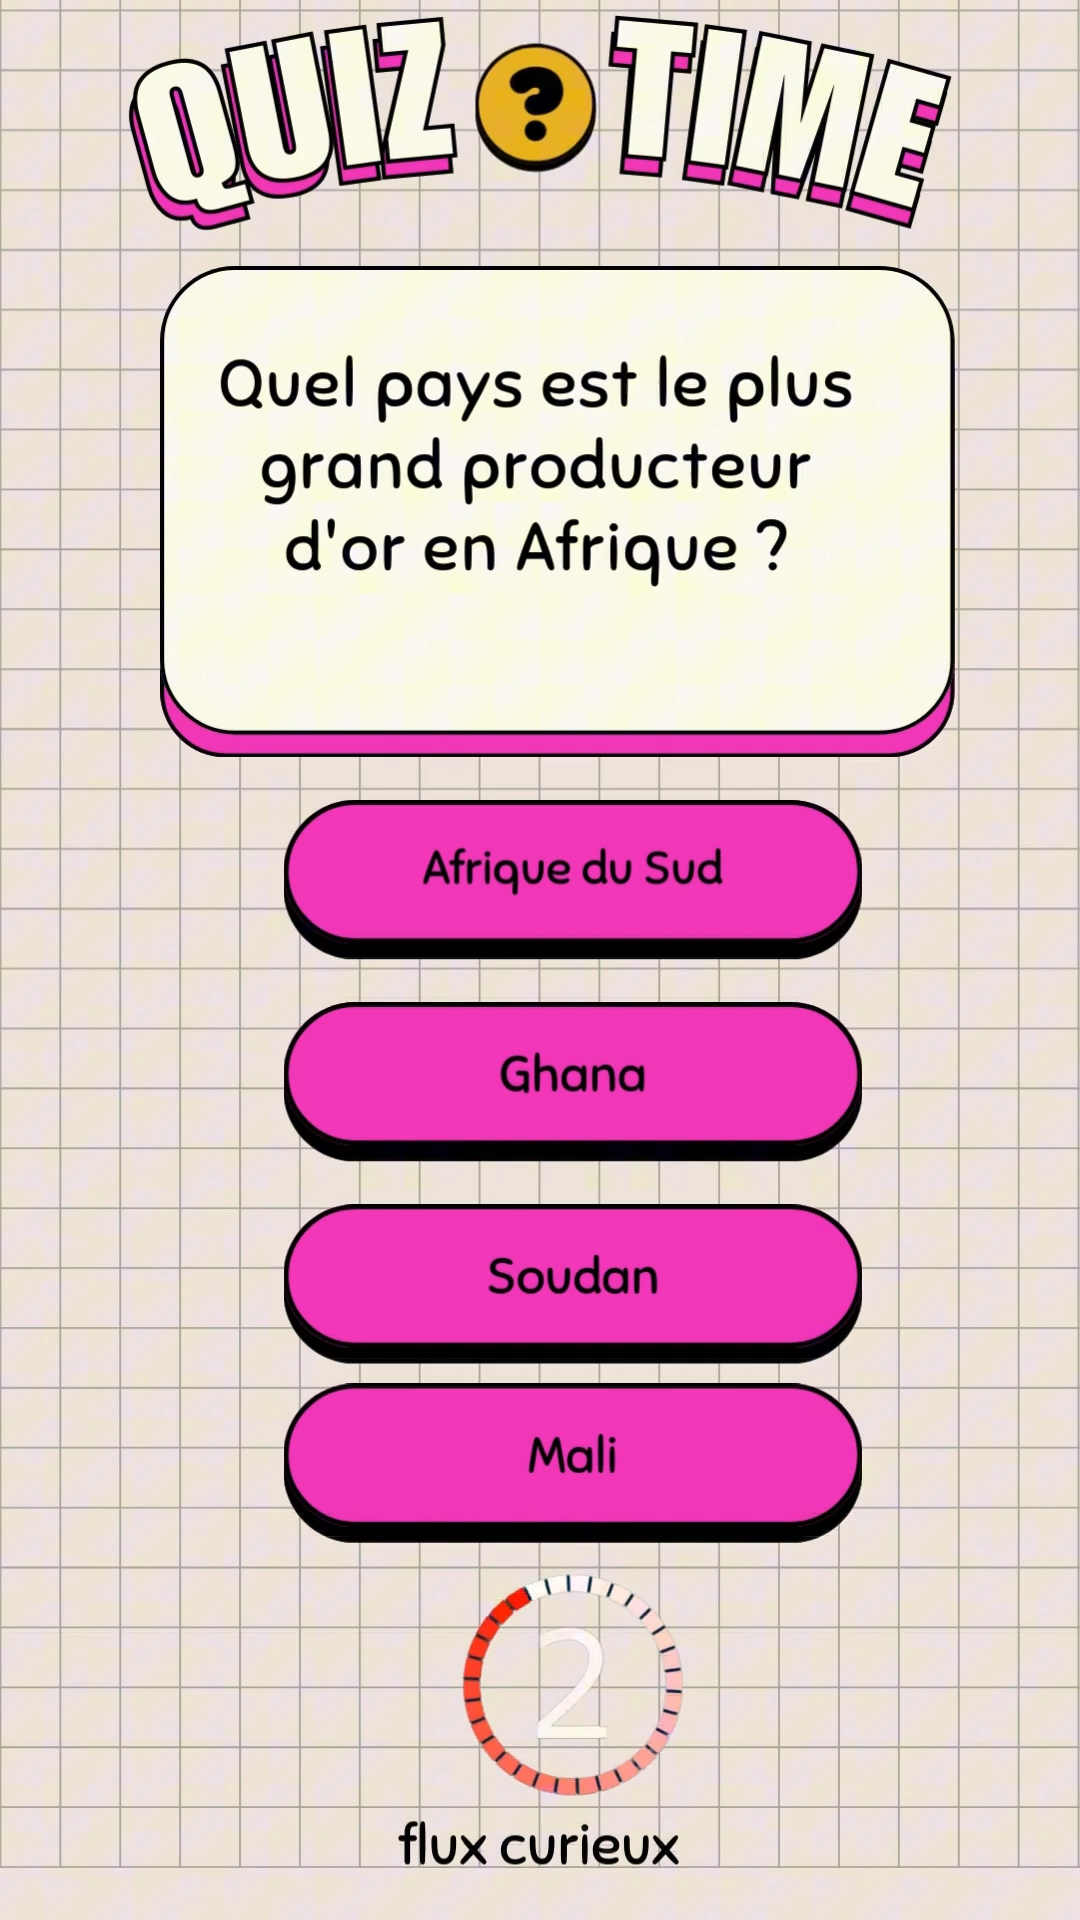 QUIZ ? TIME
Quel pays est le plus
grand producteur
d'or en Afrique ?
Afrique du Sud
Ghana
Soudan
Mali
2
flux curieux